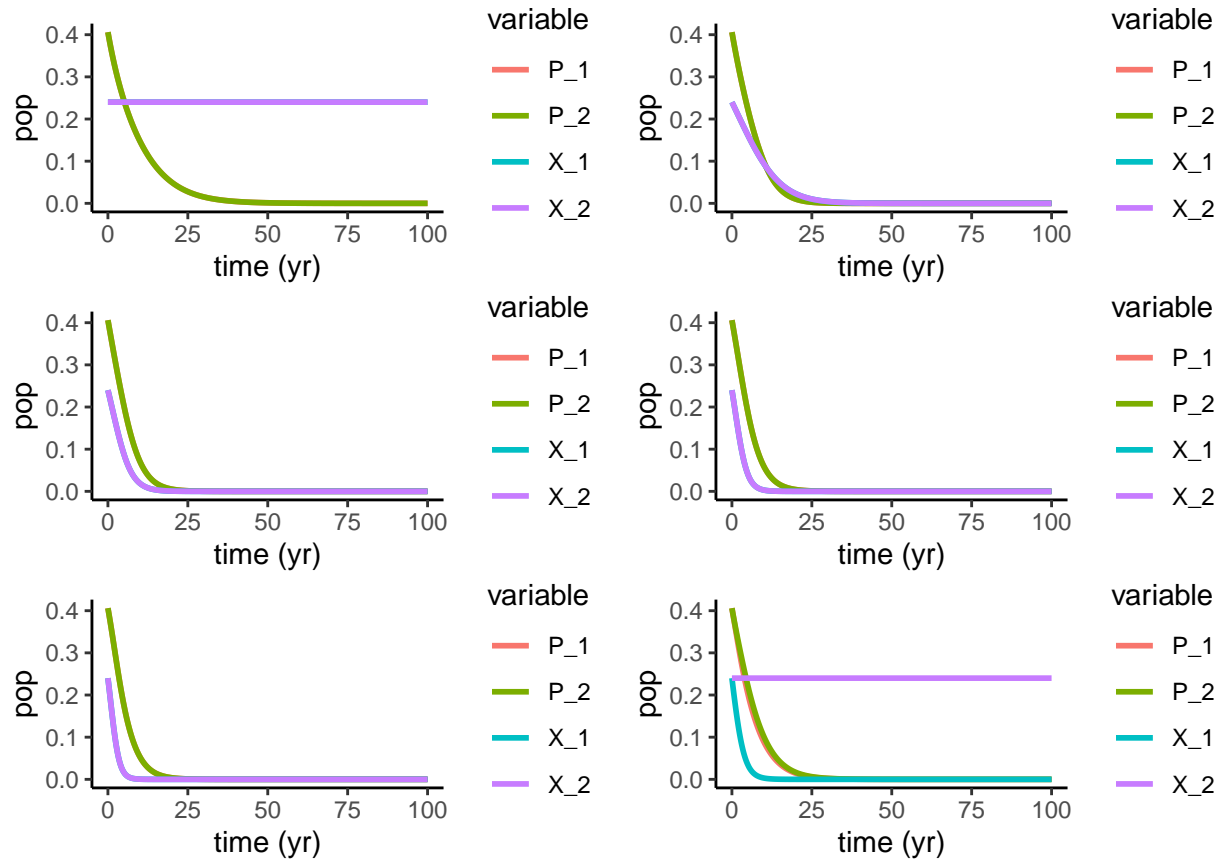 variable
0.4
0.3
0.2
0.1
0.0
pop
P_1
P_2
X_1
X_2
0 25 50 75 100
time (yr)
variable
0.4
0.3
0.2
0.1
0.0
pop
P_1
P_2
X_1
X_2
0 25 50 75 100
time (yr)
variable
0.4
0.3
0.2
0.1
0.0
pop
P_1
P_2
X_1
X_2
0 25 50 75 100
time (yr)
variable
0.4
0.3
0.2
0.1
0.0
pop
P_1
P_2
X_1
X_2
0 25 50 75 100
time (yr)
variable
0.4
0.3
0.2
0.1
0.0
pop
P_1
P_2
X_1
X_2
0 25 50 75 100
time (yr)
variable
0.4
0.3
0.2
0.1
0.0
pop
P_1
P_2
X_1
X_2
0 25 50 75 100
time (yr)